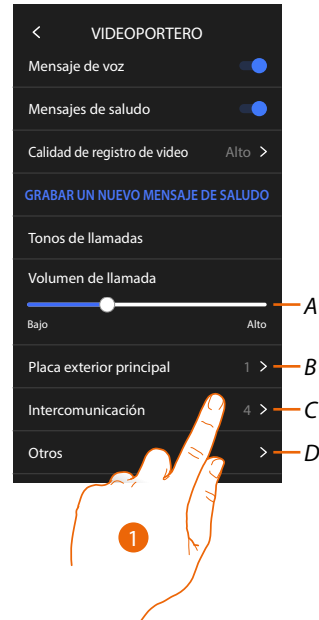 < VIDEOPORTERO
Mensaje de voz
Mensajes de saludo
Calidad de registro de video Alto >
GRABAR UN NUEVO MENSAJE DE SALUDO
Tonos de llamadas
Volumen de llamada
A
Bajo Alto
Placa exterior principal 1 > B
Intercomunicación 4 > C
Otros > D
1